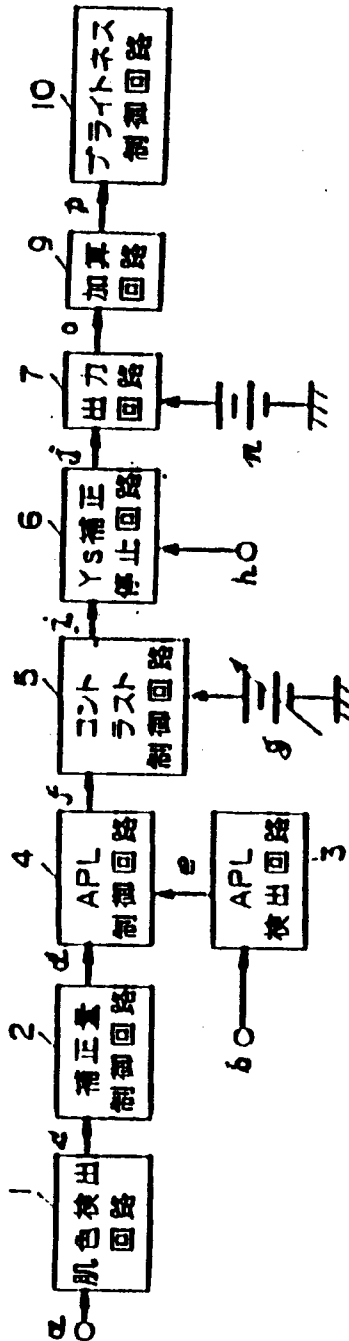 a
1
肌色検出
回路
c
2
補正量
制御回路
d
4
APL
制御回路
b
APL
検出回路
3
e
f
5
コント
ラスト
制御回路
g
i
6
YS補正
停止回路
h
j
7
出力
回路
n
o
9
加算
回路
p
10
ブライトネス
制御回路